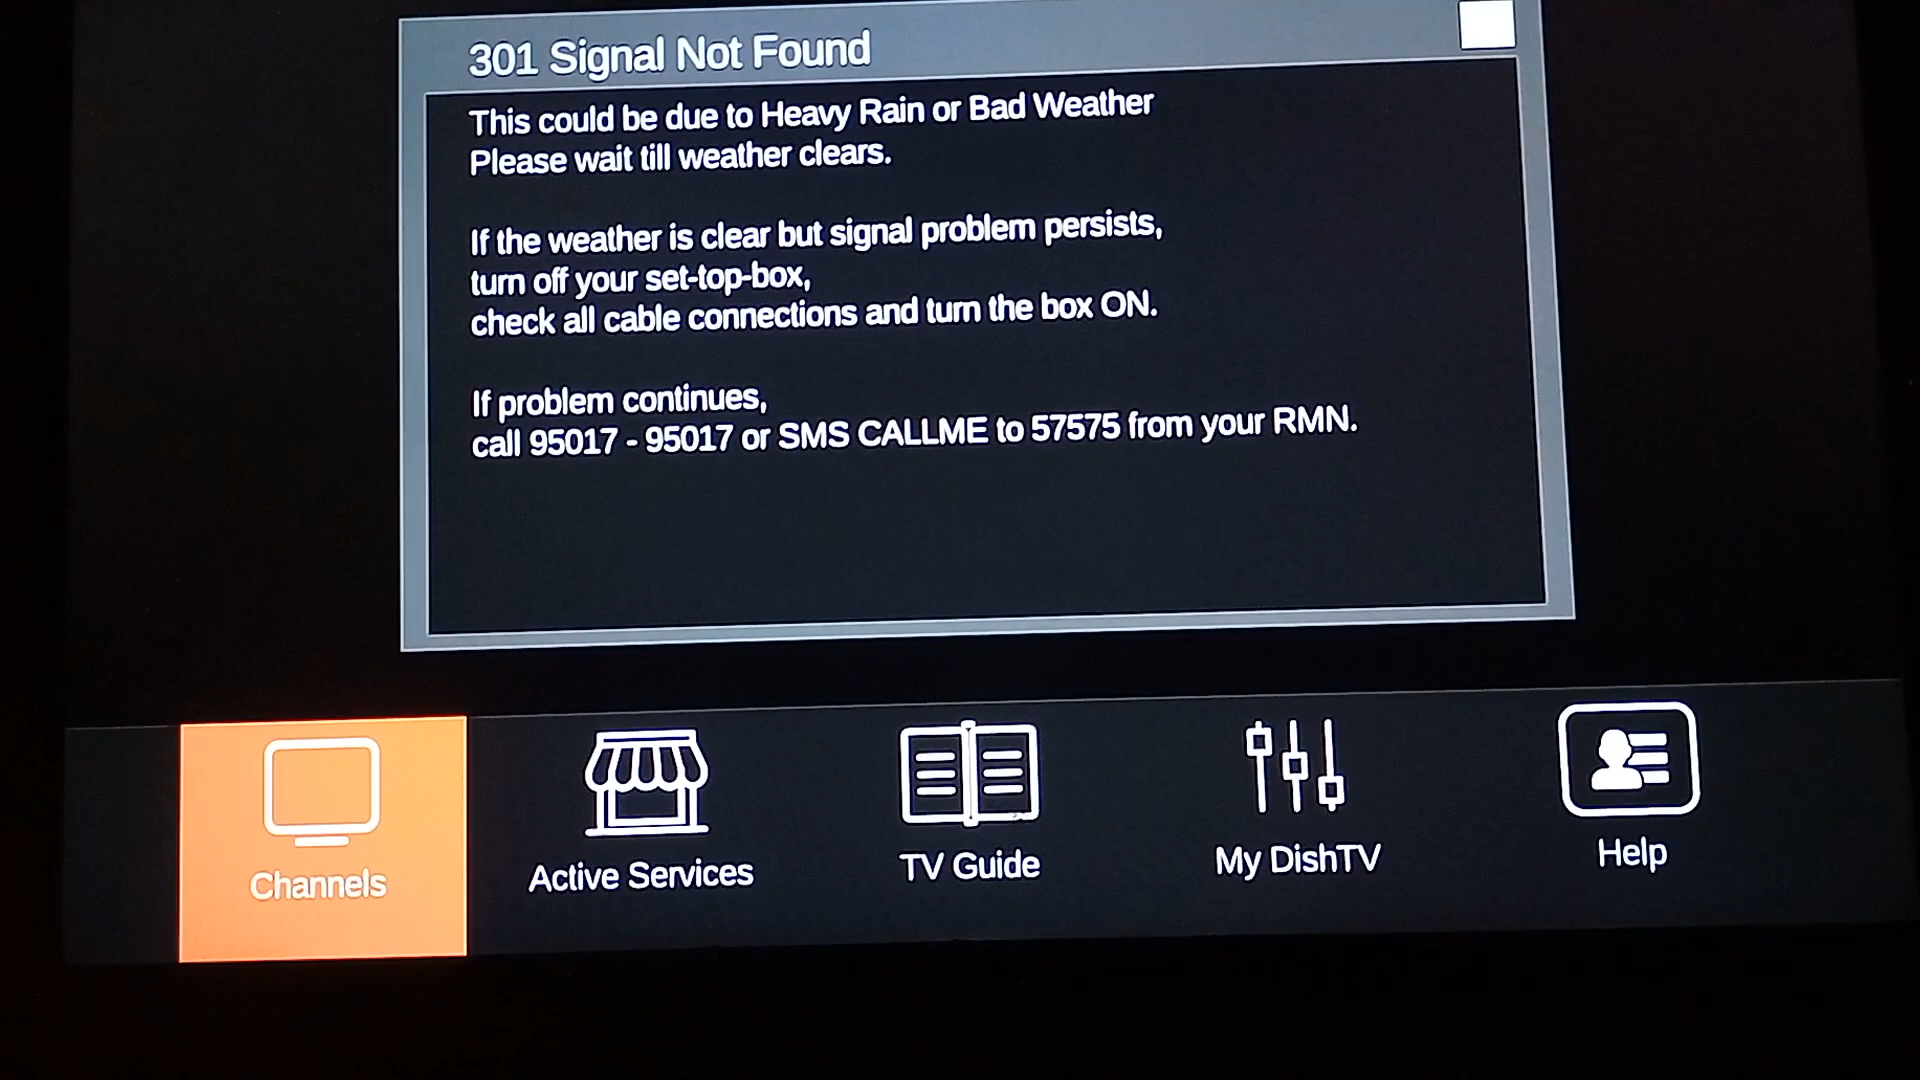 301 Signal Not Found
This could be due to Heavy Rain or Bad Weather
Please wait till weather clears.
If the weather is clear but signal problem persists,
turn off your set-top-box,
check all cable connections and turn the box ON.
If problem continues,
call 95017 - 95017 or SMS CALLME to 57575 from your RMN.
Channels
Active Services
TV Guide
My DishTV
Help